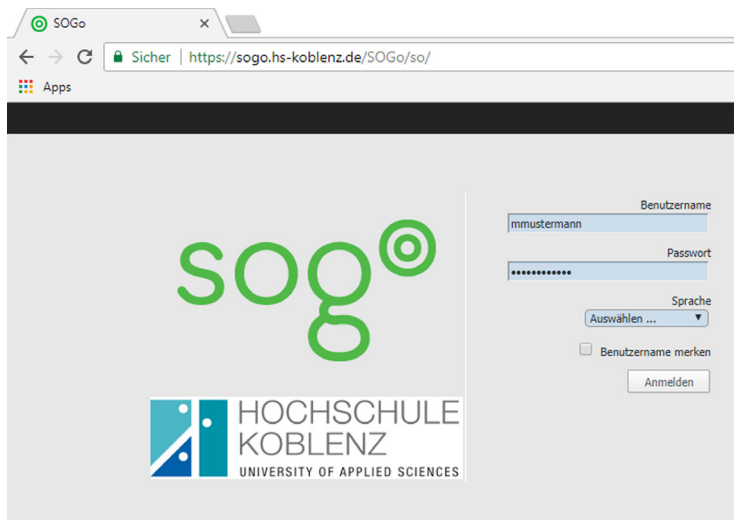 SOGo
Sicher https://sogo.hs-koblenz.de/SOGo/so/
Apps
sogo
Benutzername
mmustermann
Passwort
••••••••••••
Sprache
Auswählen ...
Benutzername merken
Anmelden
HOCHSCHULE
KOBLENZ
UNIVERSITY OF APPLIED SCIENCES